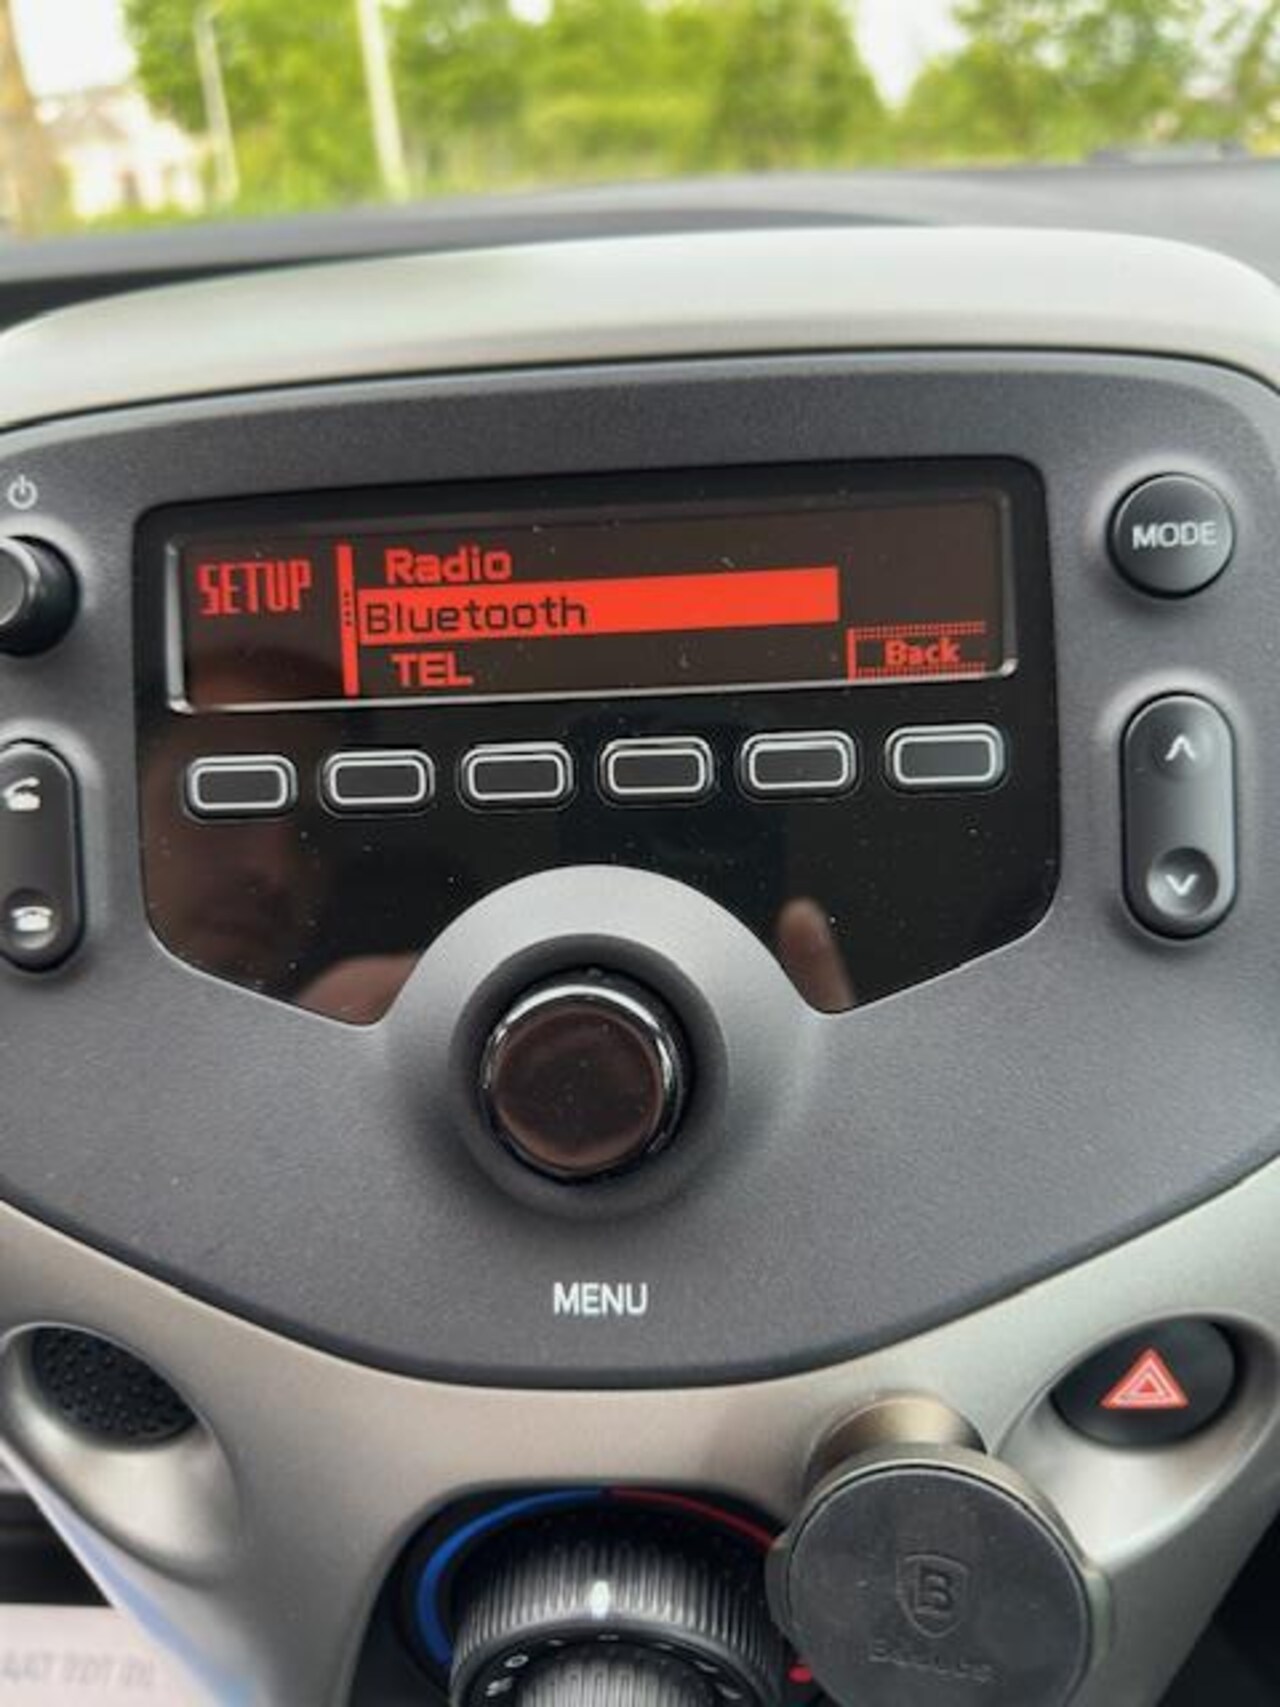 MODE
SETUP
Radio
Bluetooth
TEL
Back
MENU
B